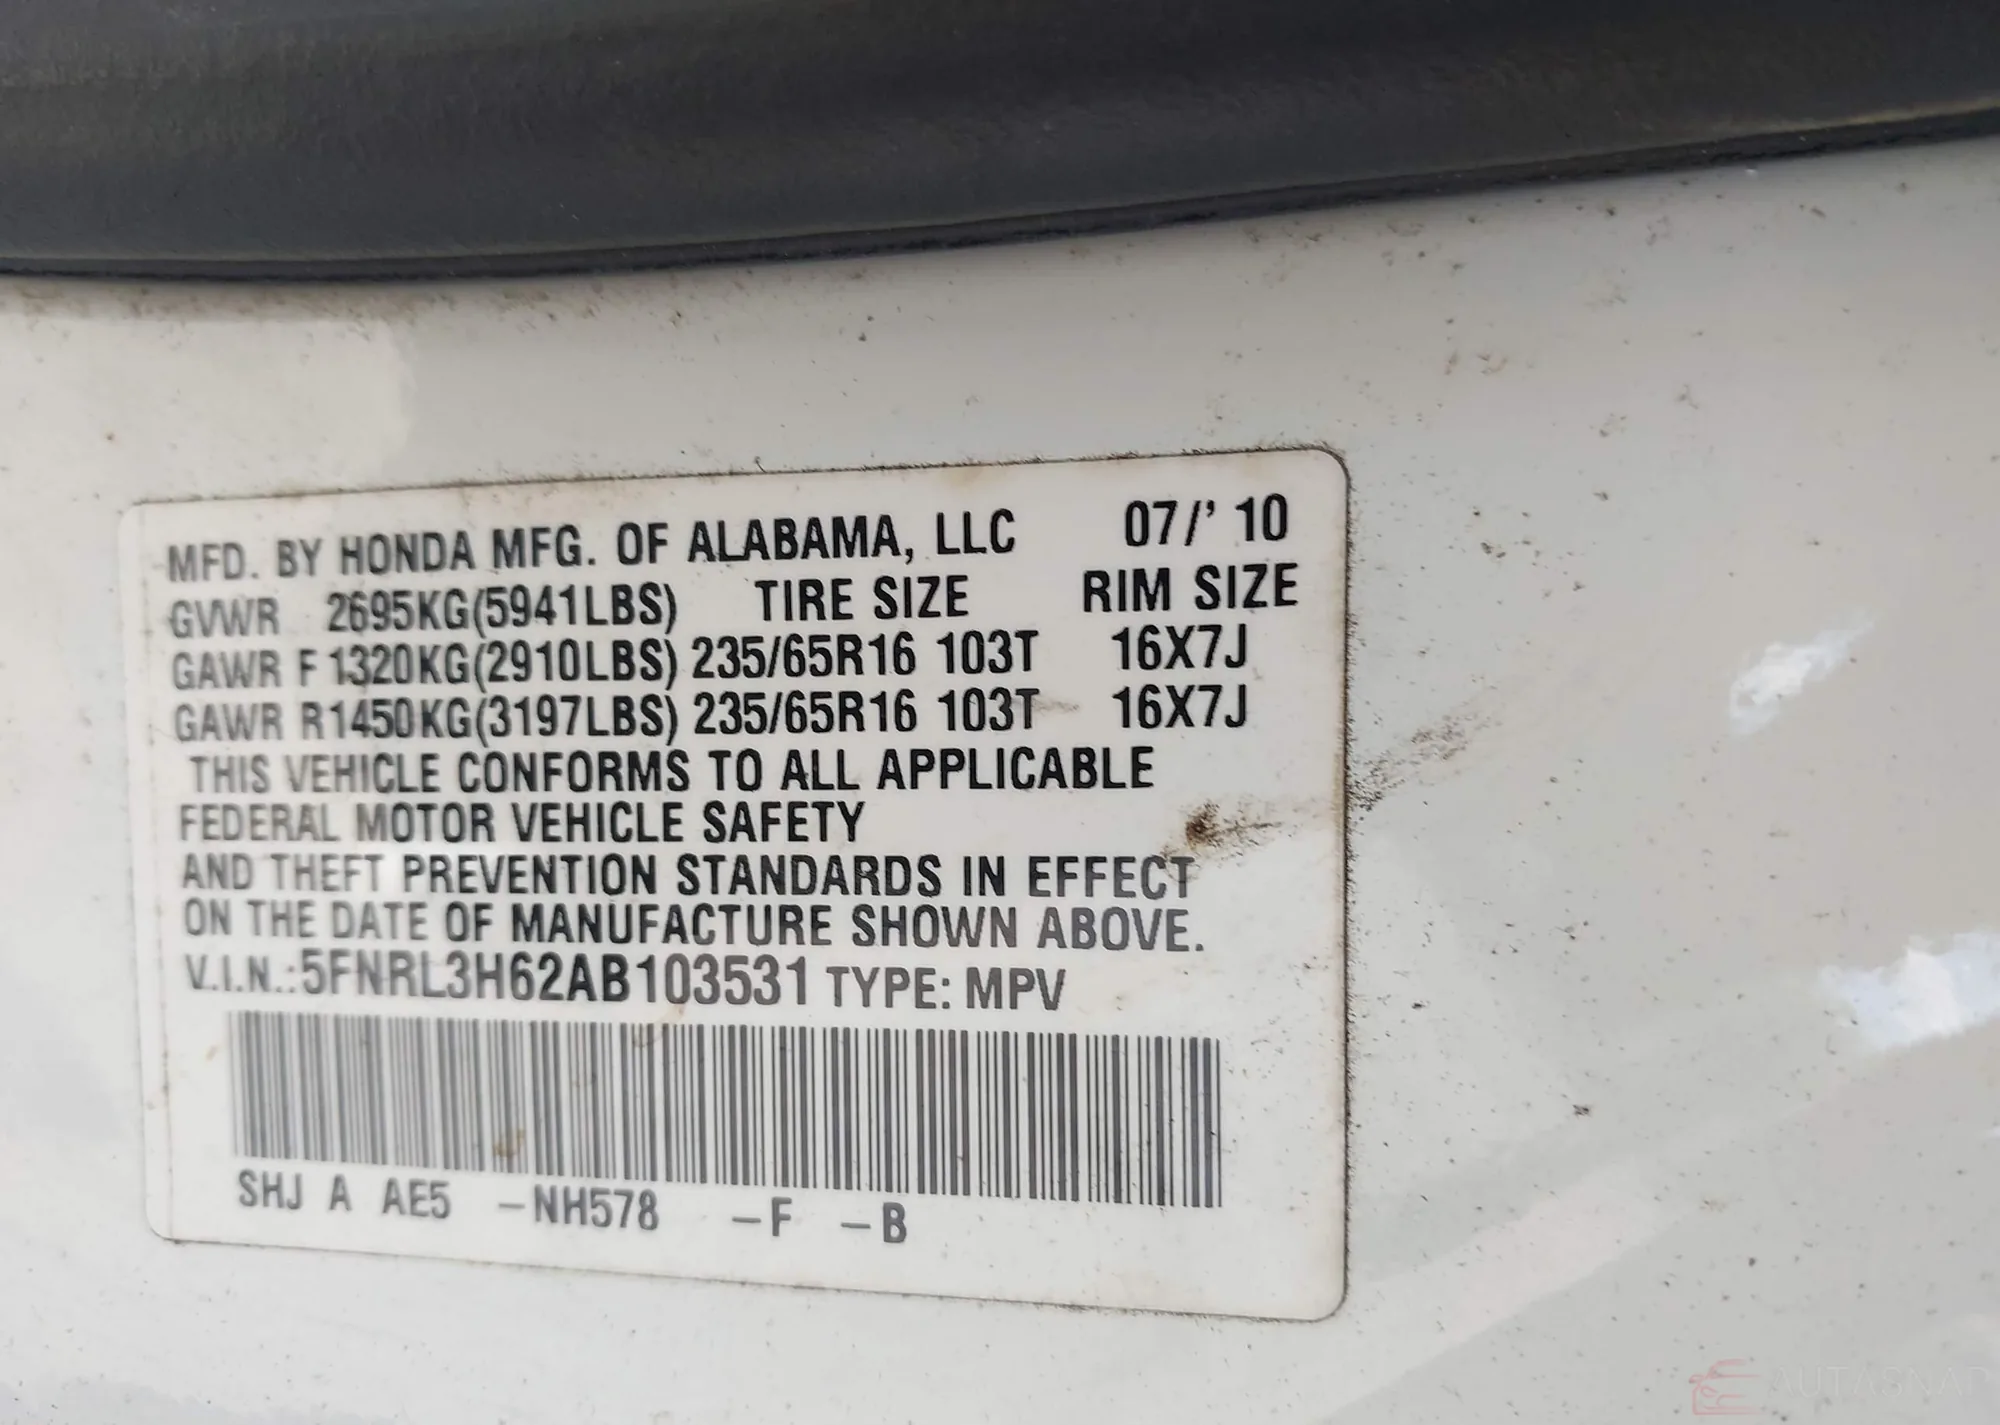 MFD. BY HONDA MFG. OF ALABAMA, LLC 07/' 10
GVWR 2695KG(5941LBS) TIRE SIZE RIM SIZE
GAWR F 1320KG(2910LBS) 235/65R16 103T 16X7J
GAWR R1450KG(3197LBS) 235/65R16 103T 16X7J
THIS VEHICLE CONFORMS TO ALL APPLICABLE
FEDERAL MOTOR VEHICLE SAFETY
AND THEFT PREVENTION STANDARDS IN EFFECT
ON THE DATE OF MANUFACTURE SHOWN ABOVE.
V.I.N.:5FNRL3H62AB103531 TYPE: MPV
SHJ A AE5 -NH578 -F -B
AUTASNAP